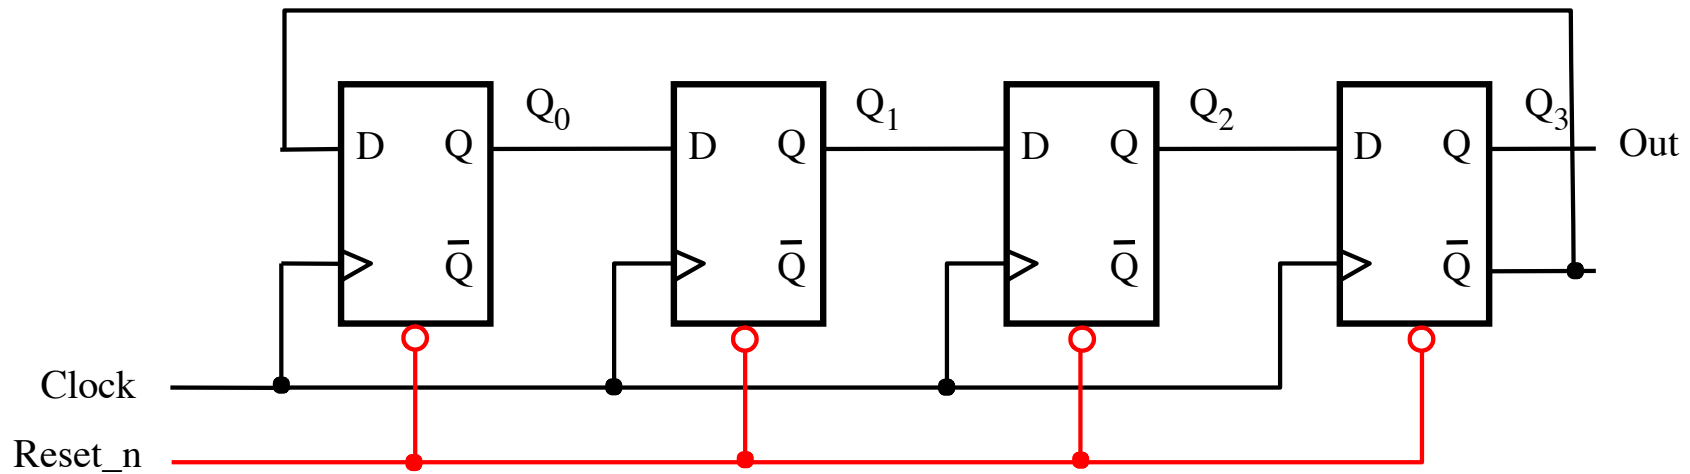 Q0 Q1 Q2 Q3
D Q D Q D Q D Q Out
Q̅ Q̅ Q̅ Q̅
Clock
Reset_n